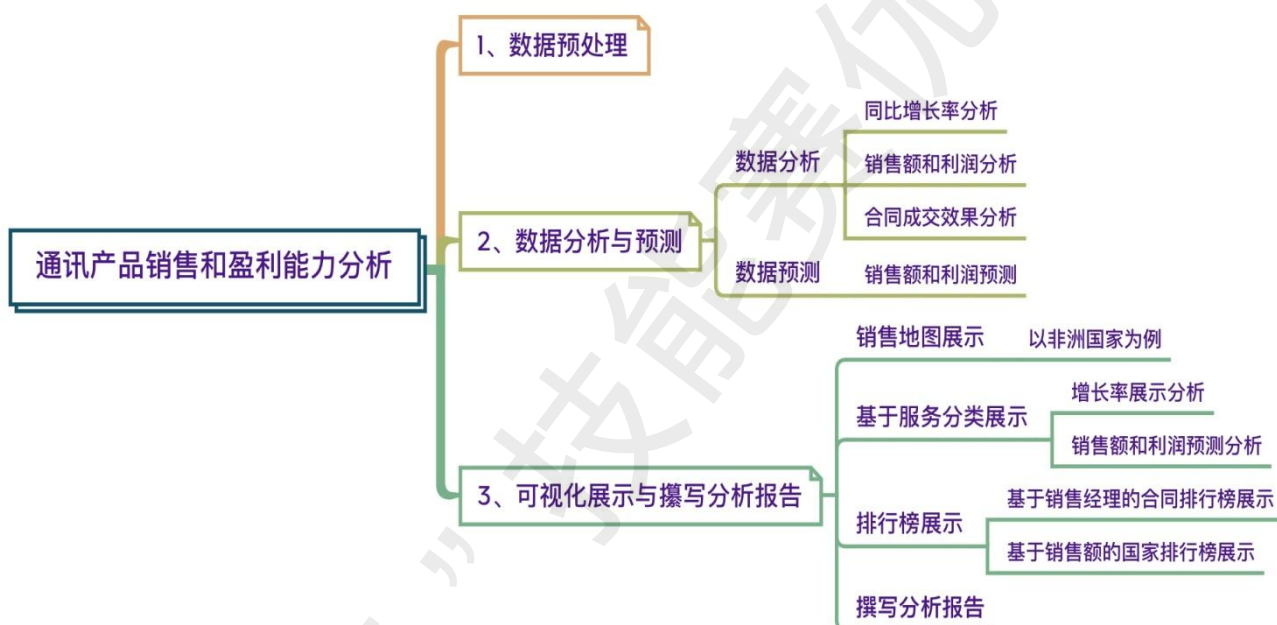 通讯产品销售和盈利能力分析
1、数据预处理
2、数据分析与预测
数据分析
同比增长率分析
销售额和利润分析
合同成交效果分析
数据预测
销售额和利润预测
3、可视化展示与攥写分析报告
销售地图展示
以非洲国家为例
基于服务分类展示
增长率展示分析
销售额和利润预测分析
排行榜展示
基于销售经理的合同排行榜展示
基于销售额的国家排行榜展示
撰写分析报告
”技能赛优